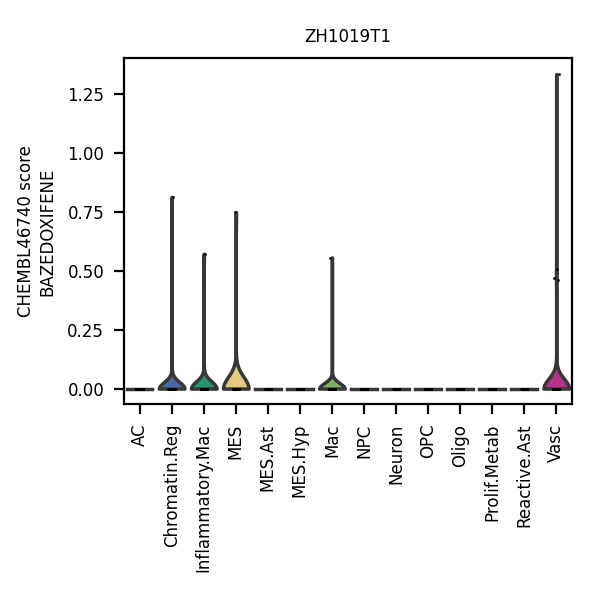 ZH1019T1
CHEMBL46740 score
BAZEDOXIFENE
1.25
1.00
0.75
0.50
0.25
0.00
AC
Chromatin.Reg
Inflammatory.Mac
MES
MES.Ast
MES.Hyp
Mac
NPC
Neuron
OPC
Oligo
Prolif.Metab
Reactive.Ast
Vasc